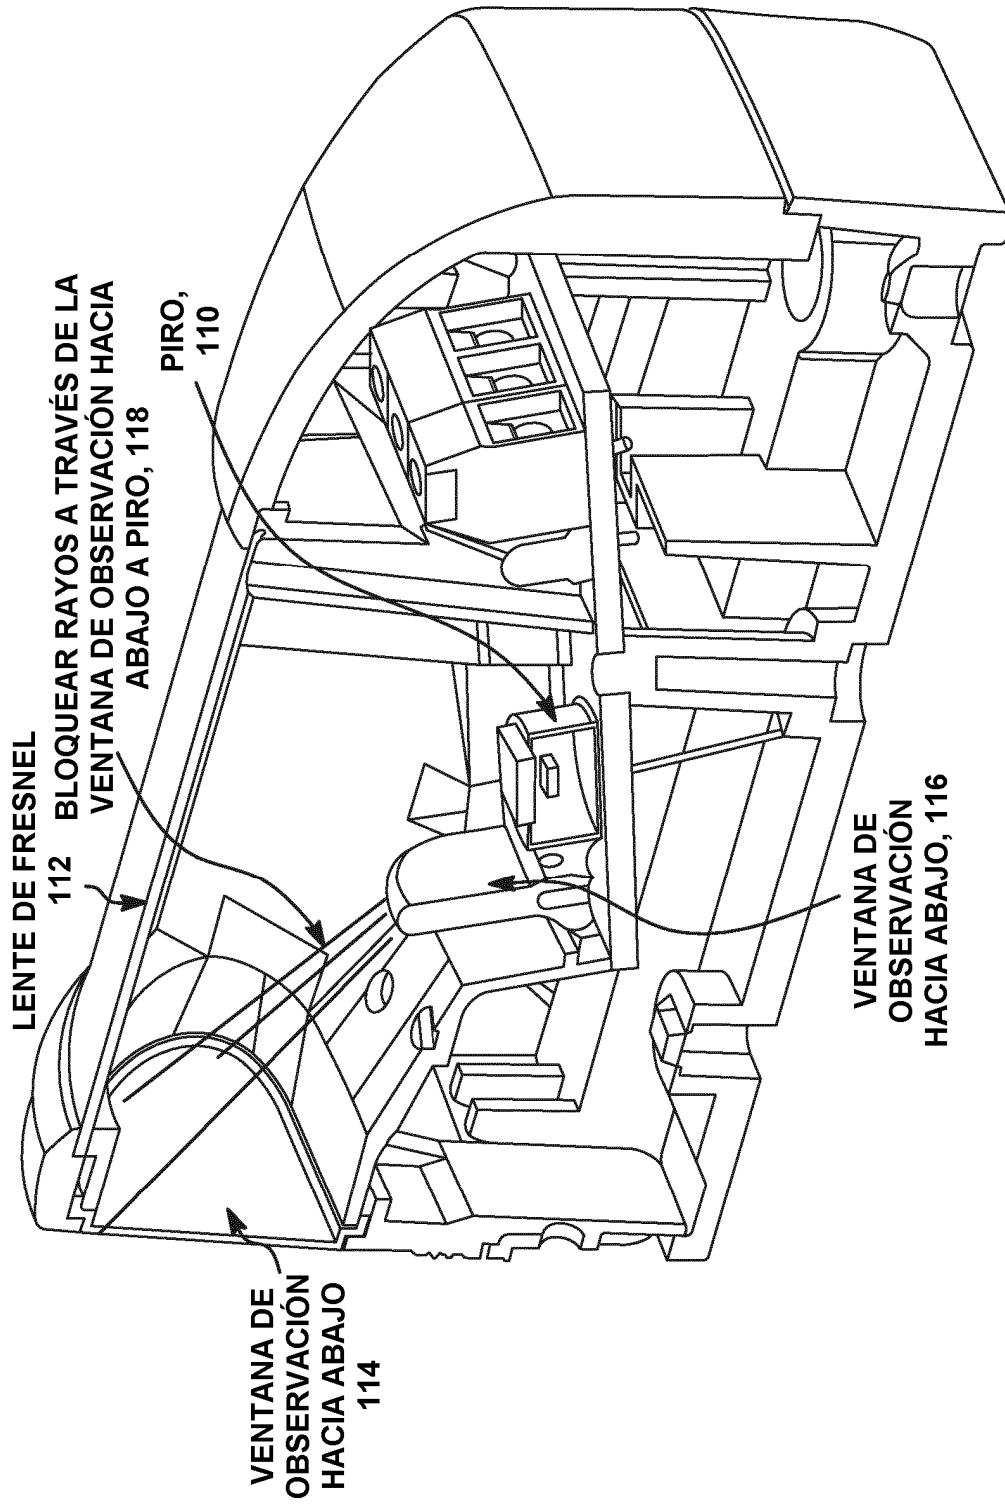 LENTE DE FRESNEL
112
BLOQUEAR RAYOS A TRAVÉS DE LA
VENTANA DE OBSERVACIÓN HACIA
ABAJO A PIRO, 118
PIRO,
110
VENTANA DE
OBSERVACIÓN
HACIA ABAJO
114
VENTANA DE
OBSERVACIÓN
HACIA ABAJO, 116